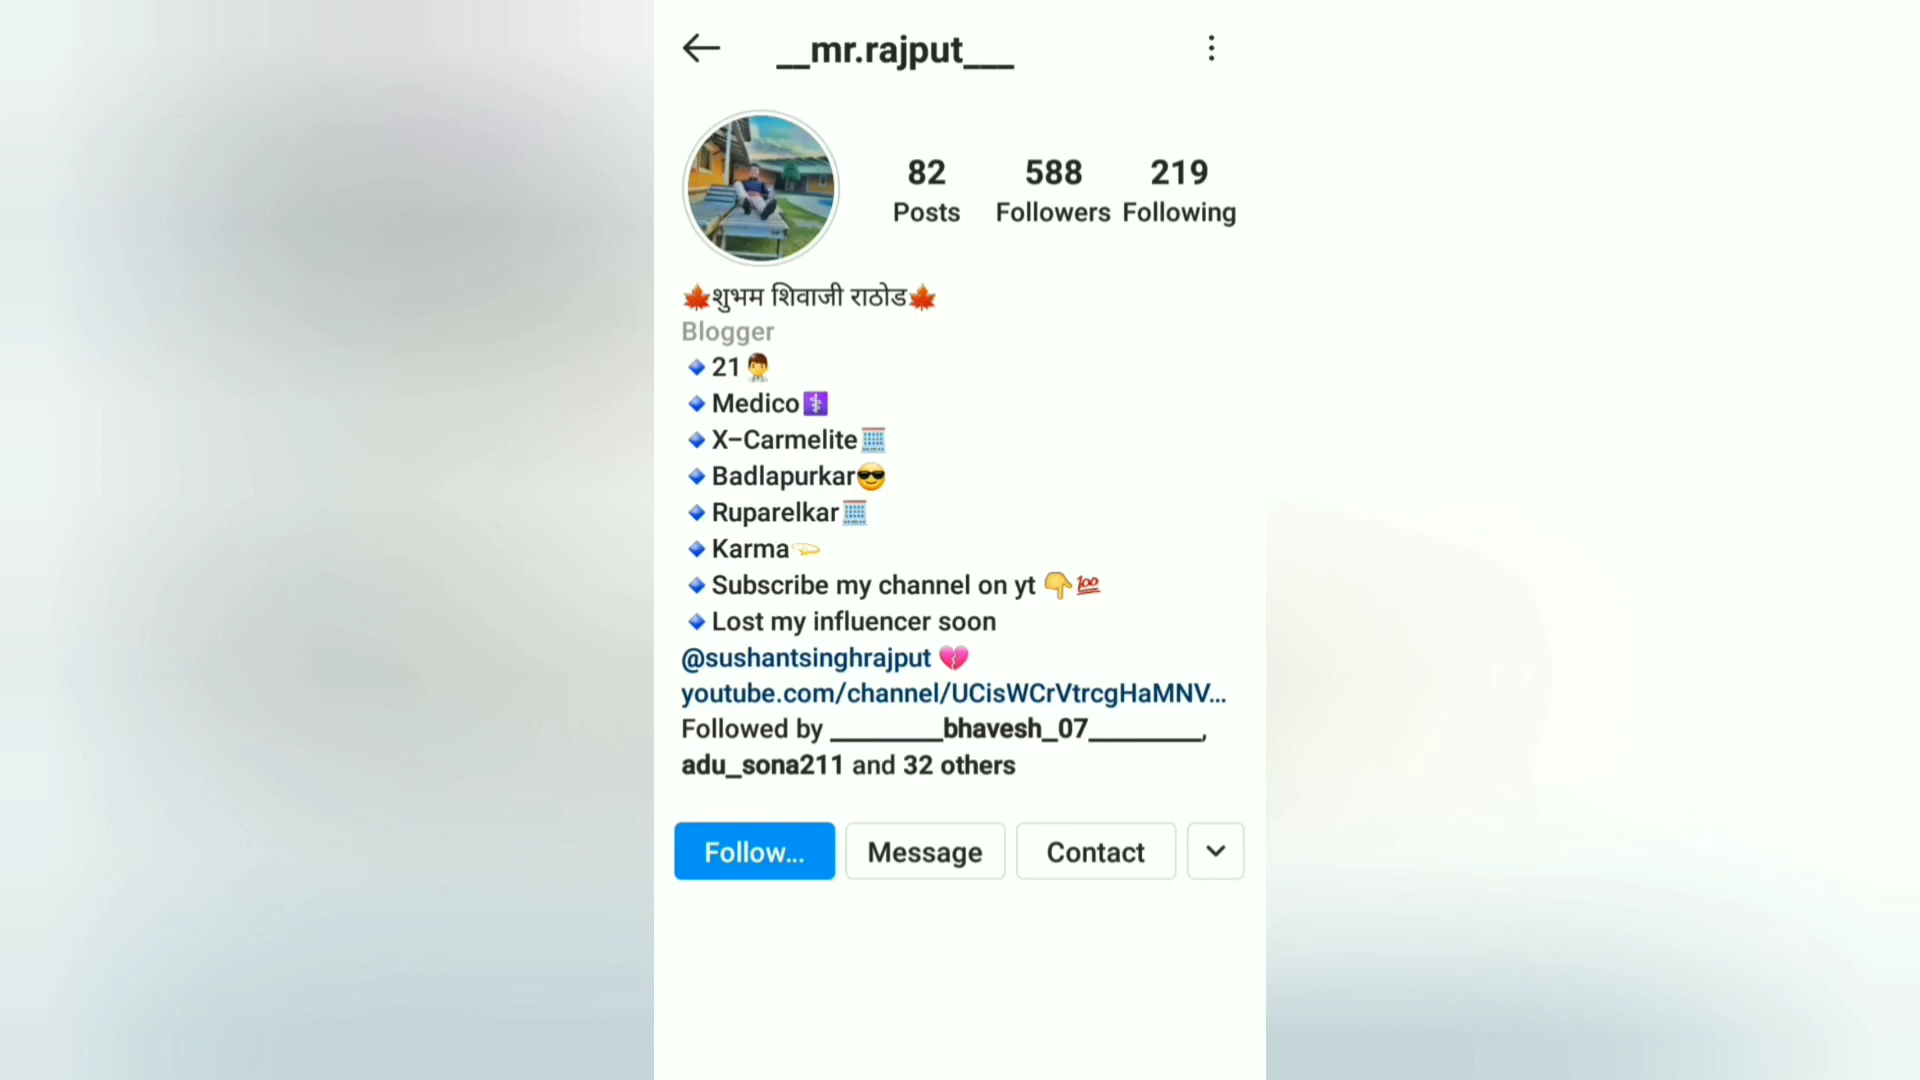 __mr.rajput___
82 588 219
Posts Followers Following
🍁शुभम शिवाजी राठोड🍁
Blogger
🔹21👨‍⚕️
🔹Medico⚕️
🔹X–Carmelite🏢
🔹Badlapurkar😎
🔹Ruparelkar🏢
🔹Karma💫
🔹Subscribe my channel on yt 👇💯
🔹Lost my influencer soon
@sushantsinghrajput 💔
youtube.com/channel/UCisWCrVtrcgHaMNV...
Followed by ________bhavesh_07________,
adu_sona211 and 32 others
Follow... Message Contact